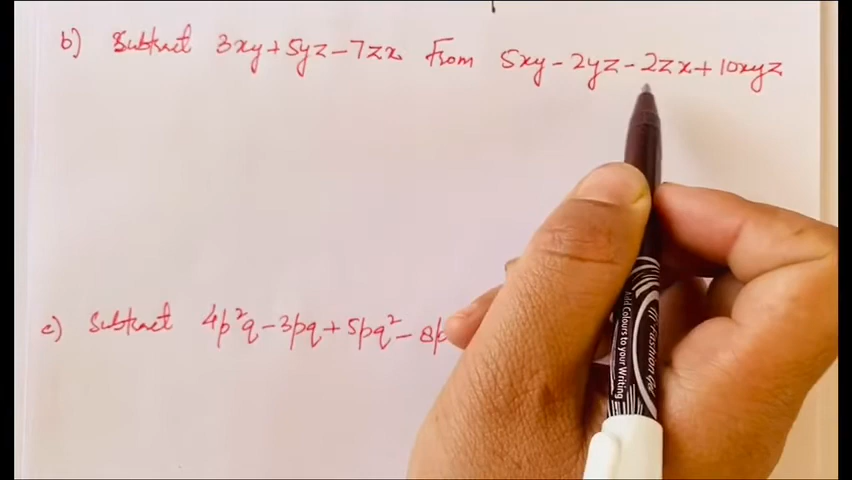 b) Subtract 3xy + 5yz - 7zx From 5xy - 2yz - 2zx + 10xyz
c) Subtract 4p²q - 3pq + 5pq² - 8p
Add Colours to your writing
FASHION